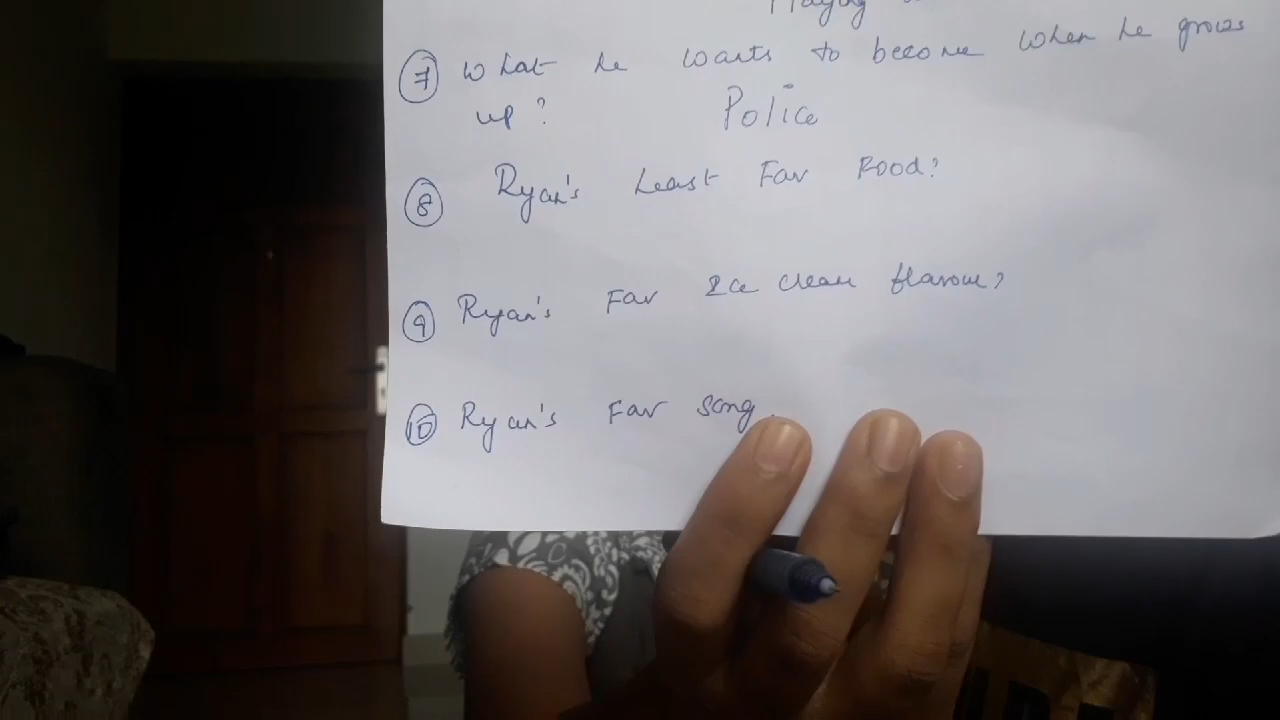 Playing
7 What he wants to become when he grows
up? Police
8 Ryan's Least Fav Food?
9 Ryan's Fav Ice cream flavour?
10 Ryan's Fav song.